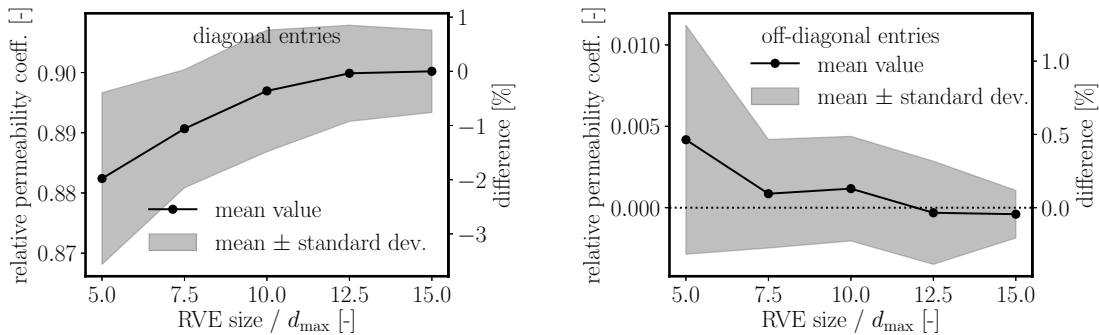 diagonal entries
relative permeability coeff. [-]
0.90
0.89
0.88
0.87
1
0
−1
−2
−3
difference [%]
mean value
mean ± standard dev.
5.0 7.5 10.0 12.5 15.0
RVE size / d_max [-]
off-diagonal entries
mean value
mean ± standard dev.
relative permeability coeff. [-]
0.010
0.005
0.000
1.0
0.5
0.0
difference [%]
5.0 7.5 10.0 12.5 15.0
RVE size / d_max [-]